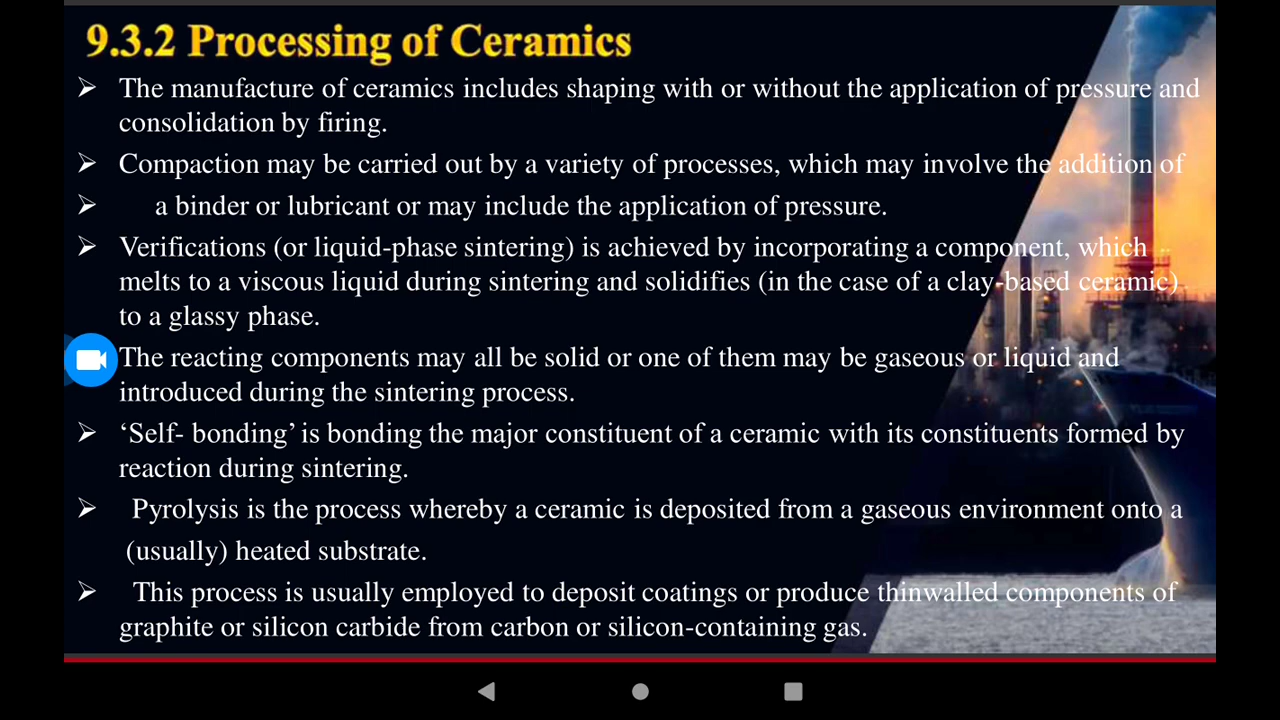 9.3.2 Processing of Ceramics
➢ The manufacture of ceramics includes shaping with or without the application of pressure and
consolidation by firing.
➢ Compaction may be carried out by a variety of processes, which may involve the addition of
➢ a binder or lubricant or may include the application of pressure.
➢ Verifications (or liquid-phase sintering) is achieved by incorporating a component, which
melts to a viscous liquid during sintering and solidifies (in the case of a clay-based ceramic)
to a glassy phase.
The reacting components may all be solid or one of them may be gaseous or liquid and
introduced during the sintering process.
➢ ‘Self- bonding’ is bonding the major constituent of a ceramic with its constituents formed by
reaction during sintering.
➢ Pyrolysis is the process whereby a ceramic is deposited from a gaseous environment onto a
(usually) heated substrate.
➢ This process is usually employed to deposit coatings or produce thinwalled components of
graphite or silicon carbide from carbon or silicon-containing gas.